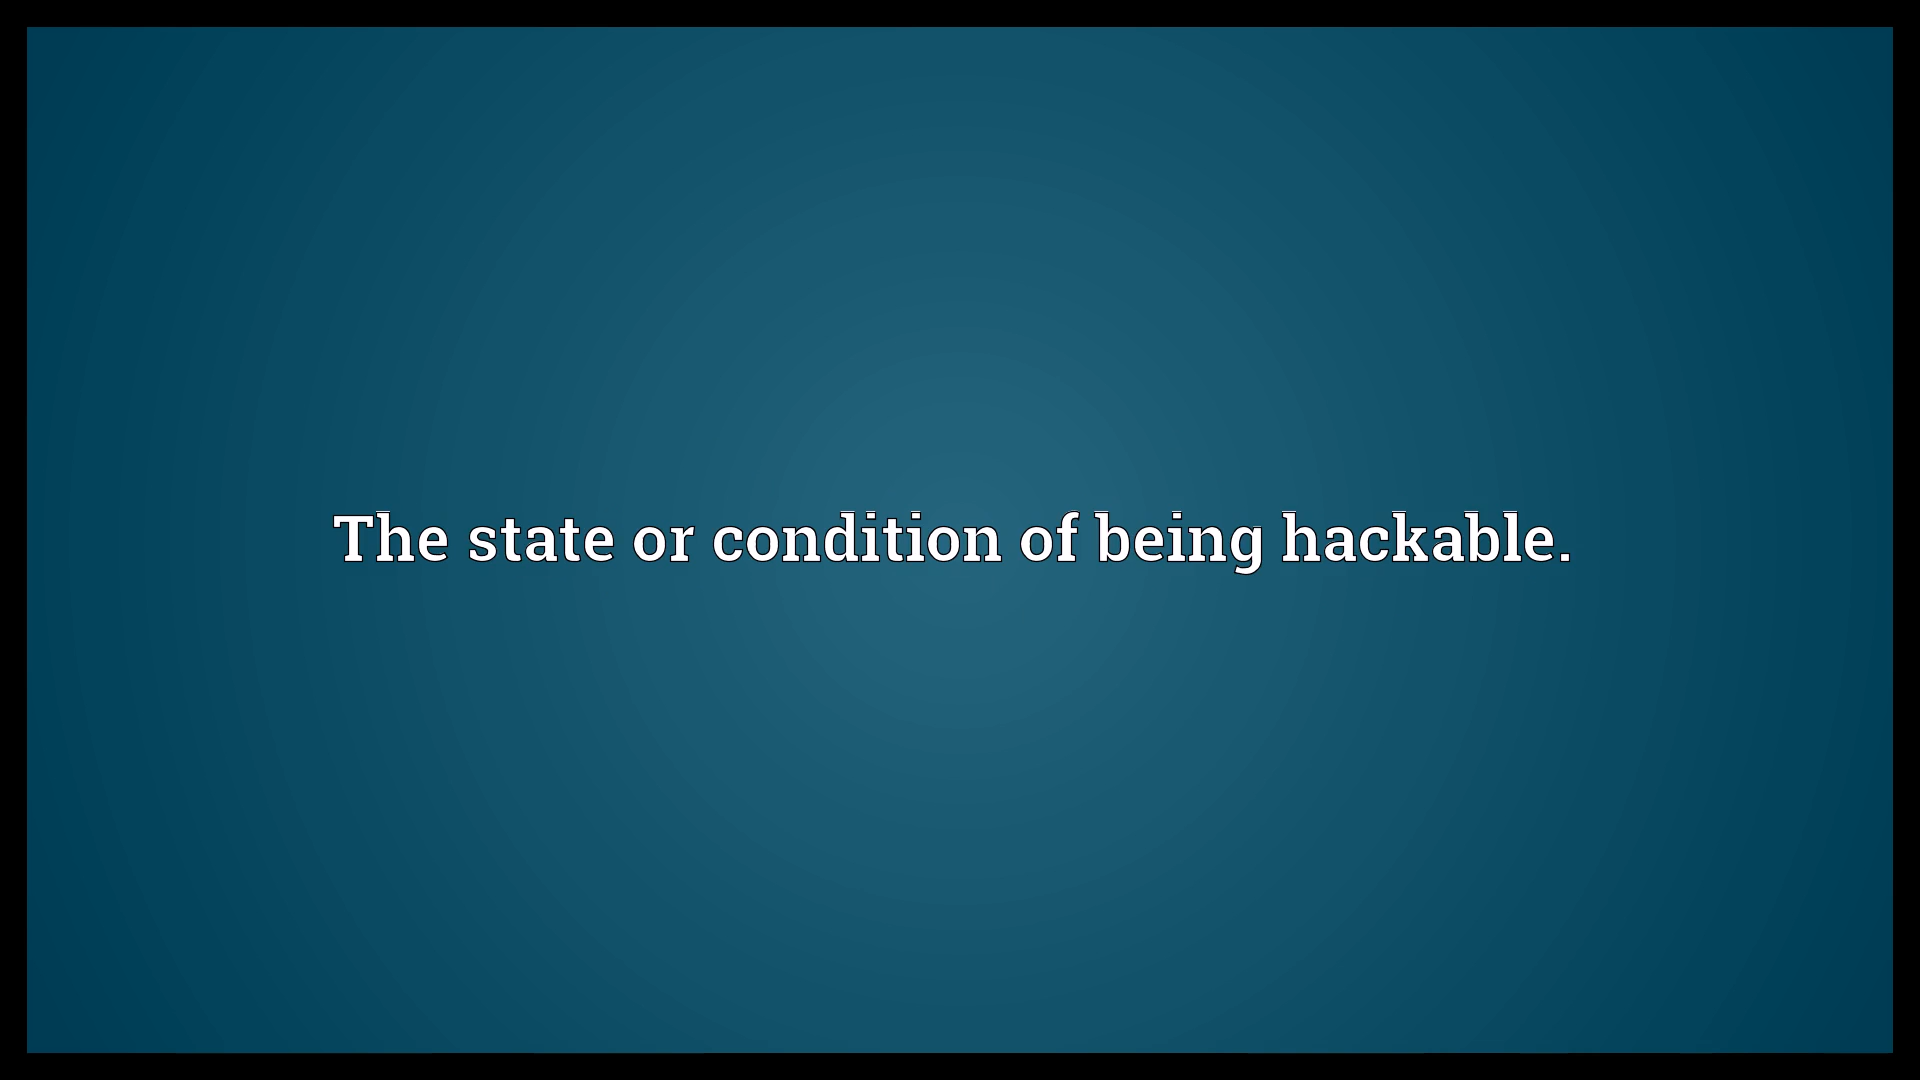 The state or condition of being hackable.